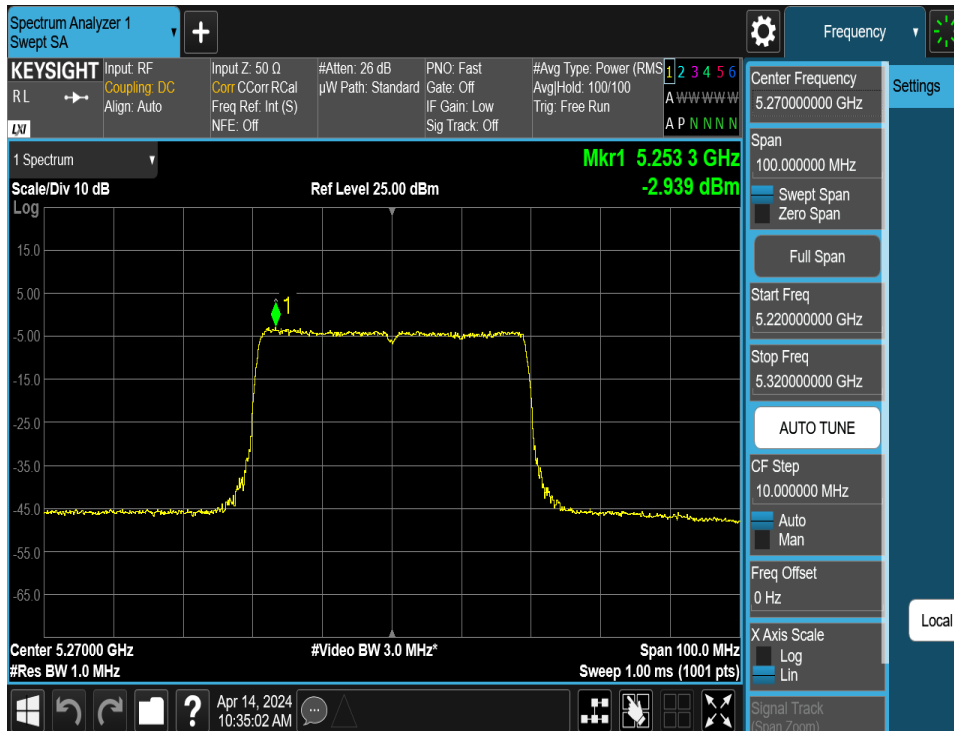 Spectrum Analyzer 1
Swept SA
+
Frequency
KEYSIGHT
R L
LXI
Input: RF
Coupling: DC
Align: Auto
Input Z: 50 Ω
Corr CCorr RCal
Freq Ref: Int (S)
NFE: Off
#Atten: 26 dB
µW Path: Standard
PNO: Fast
Gate: Off
IF Gain: Low
Sig Track: Off
#Avg Type: Power (RMS
Avg|Hold: 100/100
Trig: Free Run
1 2 3 4 5 6
A W W W W W
A P N N N N
1 Spectrum
Scale/Div 10 dB
Log
Ref Level 25.00 dBm
Mkr1 5.253 3 GHz
-2.939 dBm
15.0
5.00
-5.00
-15.0
-25.0
-35.0
-45.0
-55.0
-65.0
1
Center 5.27000 GHz
#Res BW 1.0 MHz
#Video BW 3.0 MHz*
Span 100.0 MHz
Sweep 1.00 ms (1001 pts)
Center Frequency
5.270000000 GHz
Span
100.000000 MHz
Swept Span
Zero Span
Full Span
Start Freq
5.220000000 GHz
Stop Freq
5.320000000 GHz
AUTO TUNE
CF Step
10.000000 MHz
Auto
Man
Freq Offset
0 Hz
X Axis Scale
Log
Lin
Signal Track
(Span Zoom)
Settings
Local
?
Apr 14, 2024
10:35:02 AM